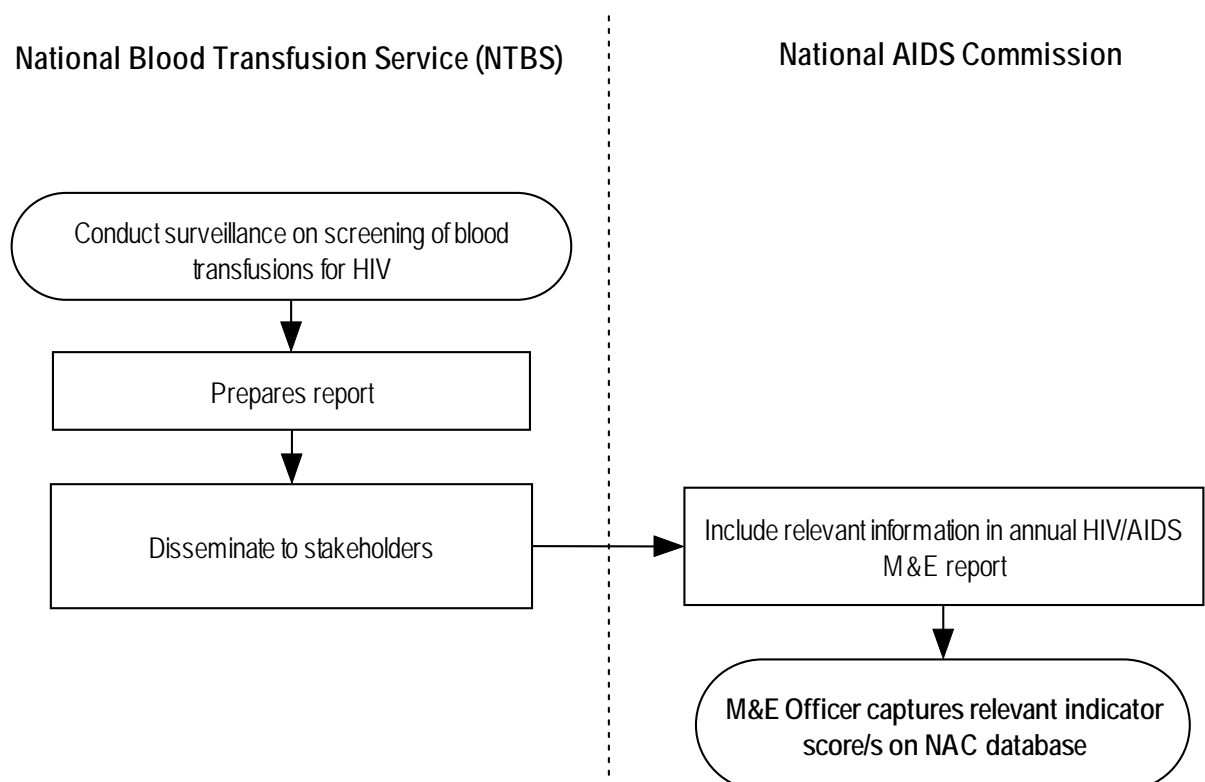 National Blood Transfusion Service (NTBS)
National AIDS Commission
Conduct surveillance on screening of blood
transfusions for HIV
Prepares report
Disseminate to stakeholders
Include relevant information in annual HIV/AIDS
M&E report
M&E Officer captures relevant indicator
score/s on NAC database